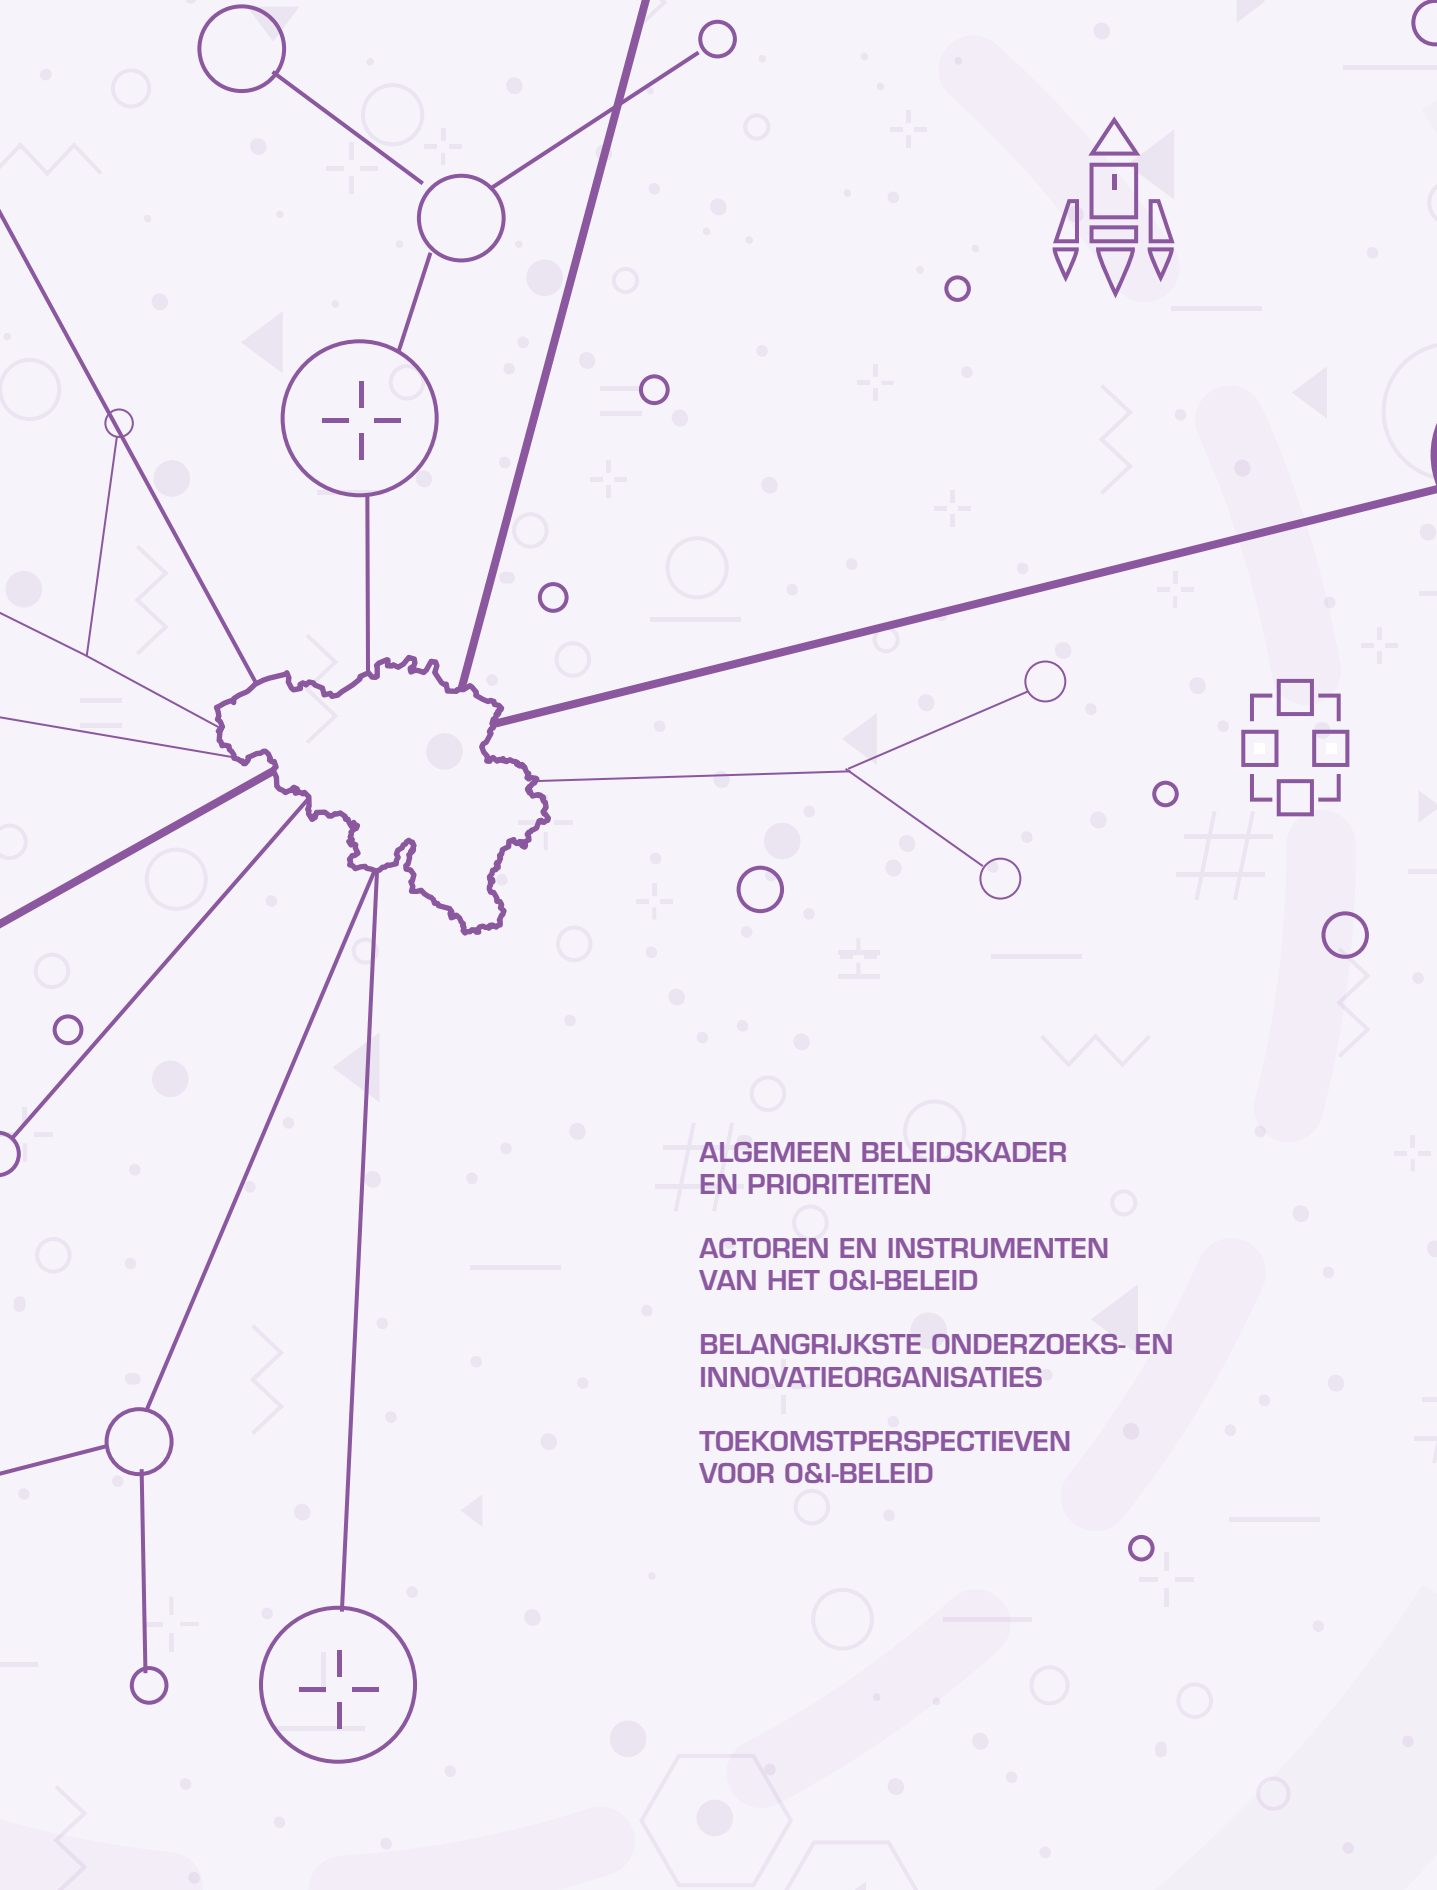 ALGEMEEN BELEIDSKADER
EN PRIORITEITEN
ACTOREN EN INSTRUMENTEN
VAN HET O&I-BELEID
BELANGRIJKSTE ONDERZOEKS- EN
INNOVATIEORGANISATIES
TOEKOMSTPERSPECTIEVEN
VOOR O&I-BELEID